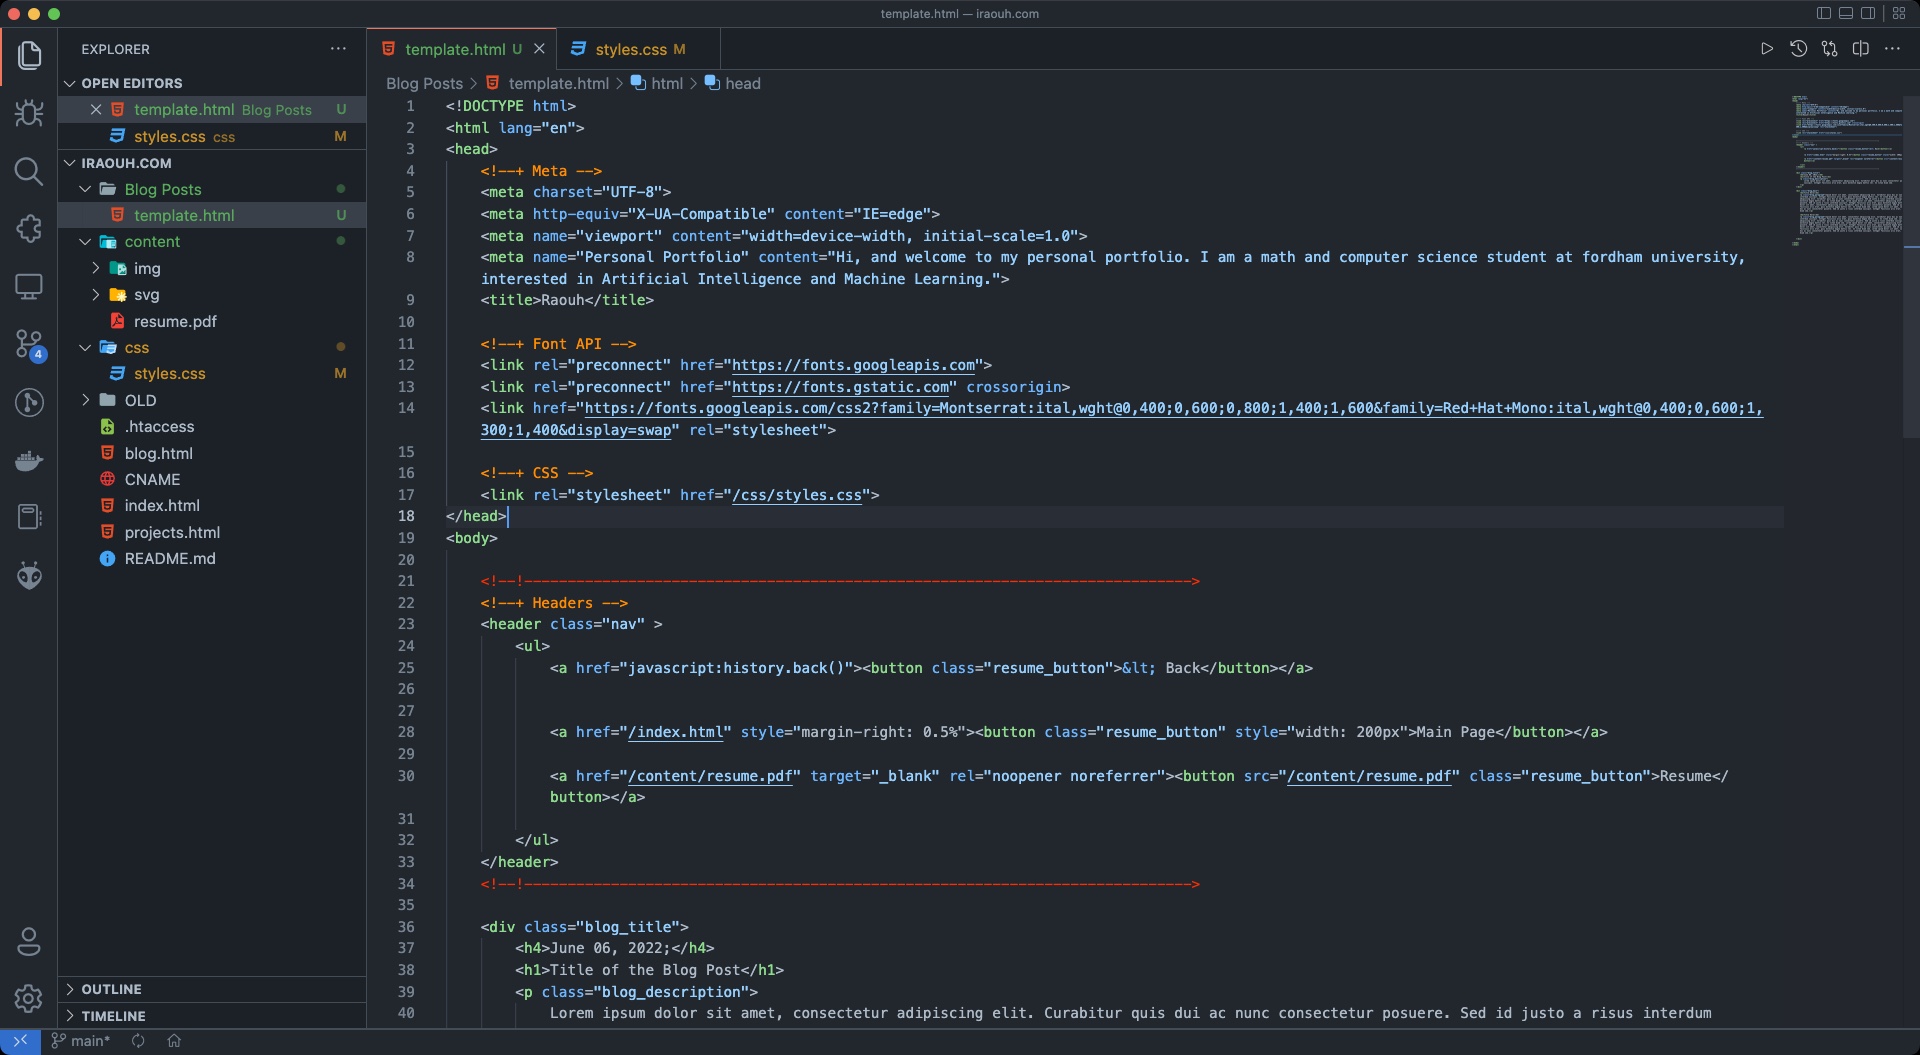 template.html — iraouh.com
EXPLORER
OPEN EDITORS
template.html Blog Posts U
styles.css css M
IRAOUH.COM
Blog Posts
template.html U
content
img
svg
resume.pdf
css
styles.css M
OLD
.htaccess
blog.html
CNAME
index.html
projects.html
README.md
4
OUTLINE
TIMELINE
template.html U
styles.css M
Blog Posts > template.html > html > head
1 <!DOCTYPE html>
2 <html lang="en">
3 <head>
4 <!--+ Meta -->
5 <meta charset="UTF-8">
6 <meta http-equiv="X-UA-Compatible" content="IE=edge">
7 <meta name="viewport" content="width=device-width, initial-scale=1.0">
8 <meta name="Personal Portfolio" content="Hi, and welcome to my personal portfolio. I am a math and computer science student at fordham university,
interested in Artificial Intelligence and Machine Learning.">
9 <title>Raouh</title>
10
11 <!--+ Font API -->
12 <link rel="preconnect" href="https://fonts.googleapis.com">
13 <link rel="preconnect" href="https://fonts.gstatic.com" crossorigin>
14 <link href="https://fonts.googleapis.com/css2?family=Montserrat:ital,wght@0,400;0,600;0,800;1,400;1,600&family=Red+Hat+Mono:ital,wght@0,400;0,600;1,
300;1,400&display=swap" rel="stylesheet">
15
16 <!--+ CSS -->
17 <link rel="stylesheet" href="/css/styles.css">
18 </head>
19 <body>
20
21 <!--!----------------------------------------------------------------------------->
22 <!--+ Headers -->
23 <header class="nav" >
24 <ul>
25 <a href="javascript:history.back()"><button class="resume_button">&lt; Back</button></a>
26
27
28 <a href="/index.html" style="margin-right: 0.5%"><button class="resume_button" style="width: 200px">Main Page</button></a>
29
30 <a href="/content/resume.pdf" target="_blank" rel="noopener noreferrer"><button src="/content/resume.pdf" class="resume_button">Resume</
button></a>
31
32 </ul>
33 </header>
34 <!--!----------------------------------------------------------------------------->
35
36 <div class="blog_title">
37 <h4>June 06, 2022;</h4>
38 <h1>Title of the Blog Post</h1>
39 <p class="blog_description">
40 Lorem ipsum dolor sit amet, consectetur adipiscing elit. Curabitur quis dui ac nunc consectetur posuere. Sed id justo a risus interdum
main*